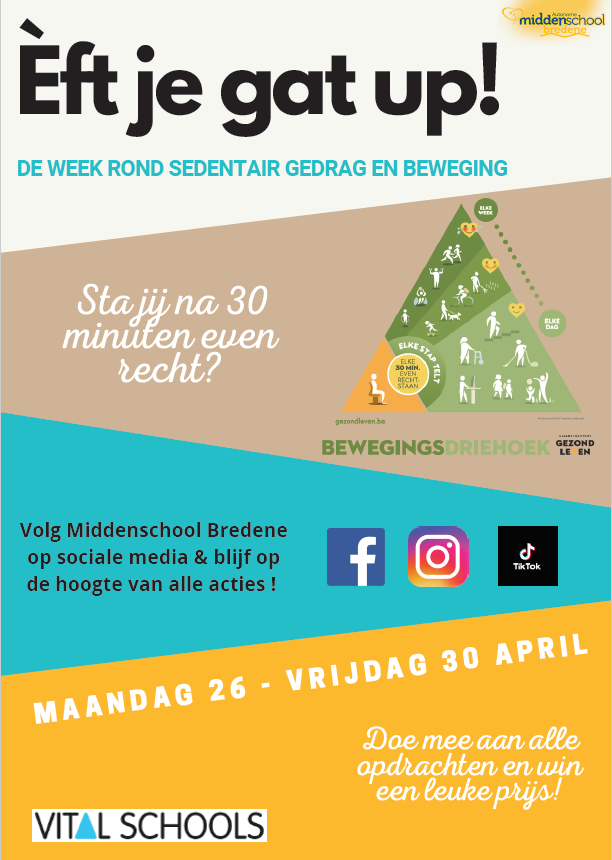 Autonome
middenschool
bredene
Èft je gat up!
DE WEEK ROND SEDENTAIR GEDRAG EN BEWEGING
ELKE
WEEK
Sta jij na 30
minuten even
recht?
ELKE
DAG
ELKE STAP TELT
ELKE
30 MIN.
EVEN
RECHT-
STAAN
gezondleven.be
BEWEGINGSDRIEHOEK
GEZOND
LEVEN
Volg Middenschool Bredene
op sociale media & blijf op
de hoogte van alle acties !
TikTok
MAANDAG 26 - VRIJDAG 30 APRIL
Doe mee aan alle
opdrachten en win
een leuke prijs!
VITAL SCHOOLS